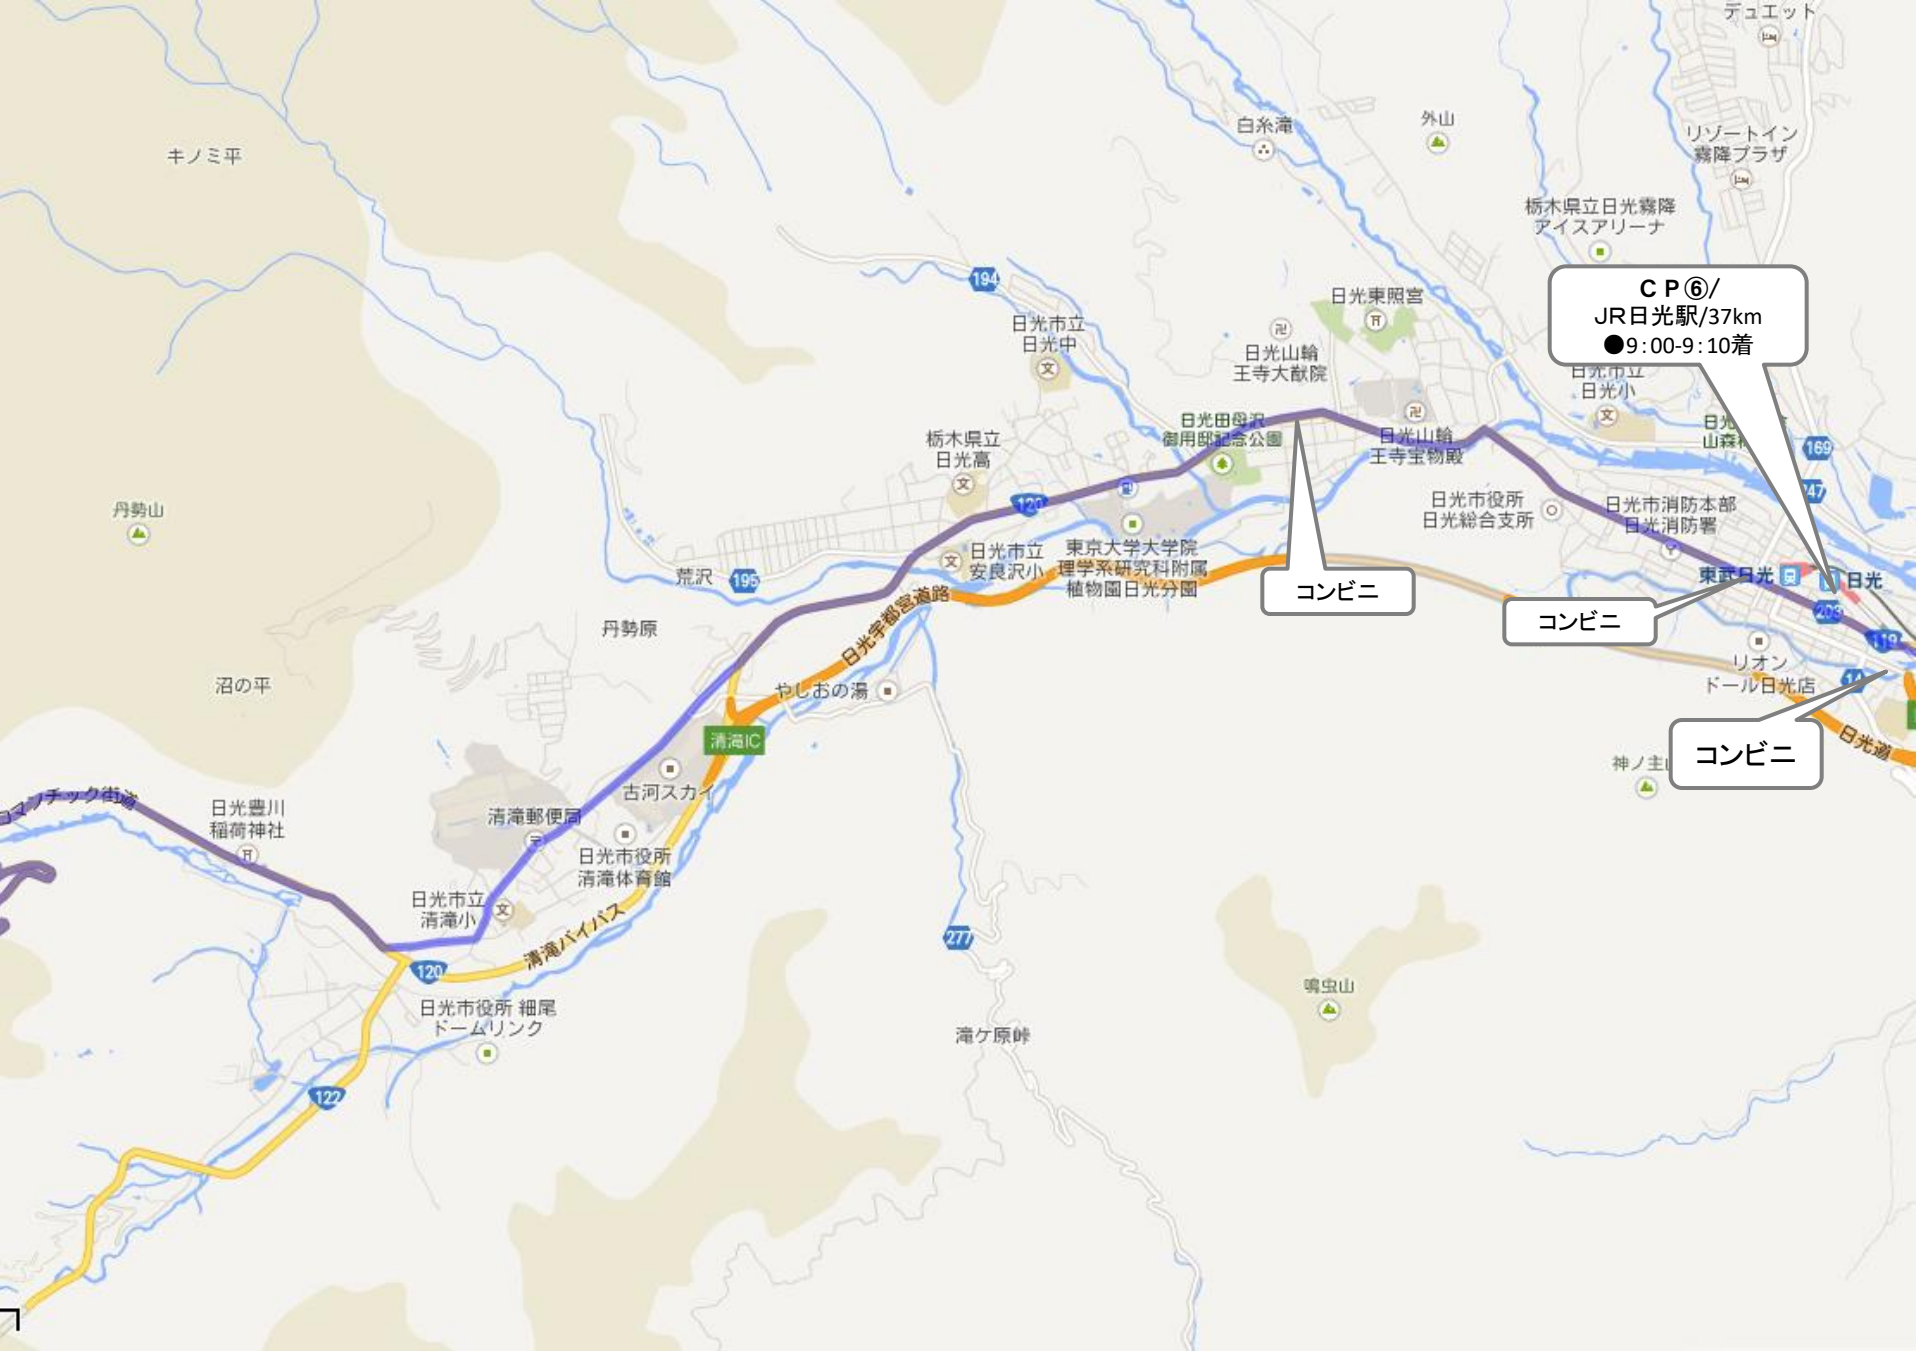 デュエット
白糸滝
外山
リゾートイン
霧降プラザ
キノミ平
栃木県立日光霧降
アイスアリーナ
194
ＣＰ⑥/
JR日光駅/37km
●9:00-9:10着
日光東照宮
日光市立
日光中
日光山輪
王寺大猷院
日光市立
日光小
日光田母沢
御用邸記念公園
日光山輪
王寺宝物殿
栃木県立
日光高
169
247
120
日光市役所
日光総合支所
日光市消防本部
日光消防署
丹勢山
荒沢
195
日光市立
安良沢小
東京大学大学院
理学系研究科附属
植物園日光分園
コンビニ
東武日光
日光
203
コンビニ
119
丹勢原
日光宇都宮道路
沼の平
やしおの湯
リオン
ドール日光店
14
清滝IC
コンビニ
日光道
神ノ主
古河スカイ
ロマンチック街道
日光豊川
稲荷神社
清滝郵便局
日光市役所
清滝体育館
日光市立
清滝小
清滝バイパス
277
120
鳴虫山
日光市役所 細尾
ドームリンク
滝ケ原峠
122